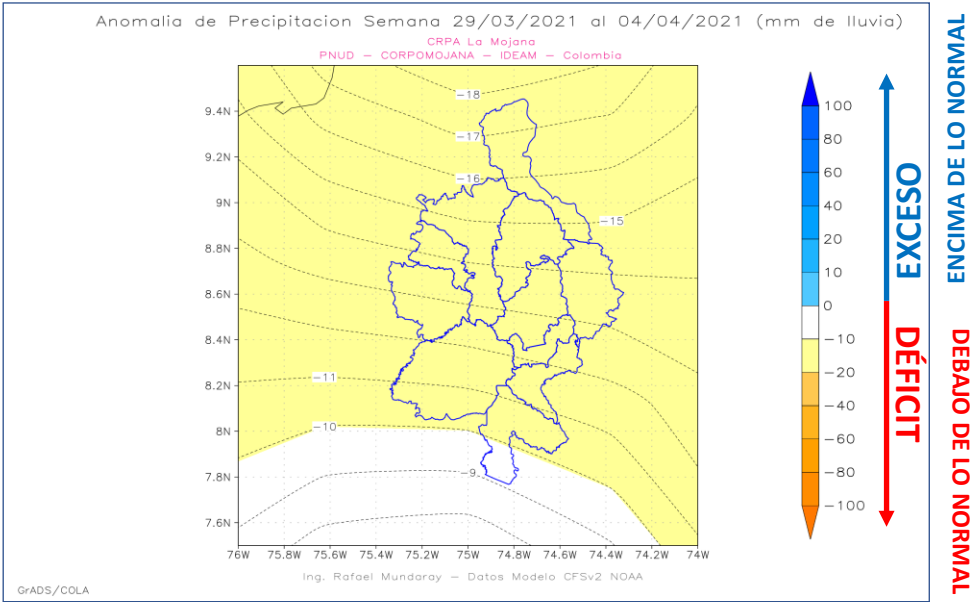 Anomalia de Precipitacion Semana 29/03/2021 al 04/04/2021 (mm de lluvia)
CRPA La Mojana
PNUD – CORPOMOJANA – IDEAM – Colombia
9.4N
9.2N
9N
8.8N
8.6N
8.4N
8.2N
8N
7.8N
7.6N
76W
75.8W
75.6W
75.4W
75.2W
75W
74.8W
74.6W
74.4W
74.2W
74W
-18
-17
-16
-15
-11
-10
-9
100
80
60
40
20
10
0
-10
-20
-40
-60
-80
-100
EXCESO
DÉFICIT
ENCIMA DE LO NORMAL
DEBAJO DE LO NORMAL
Ing. Rafael Mundaray – Datos Modelo CFSv2 NOAA
GrADS/COLA